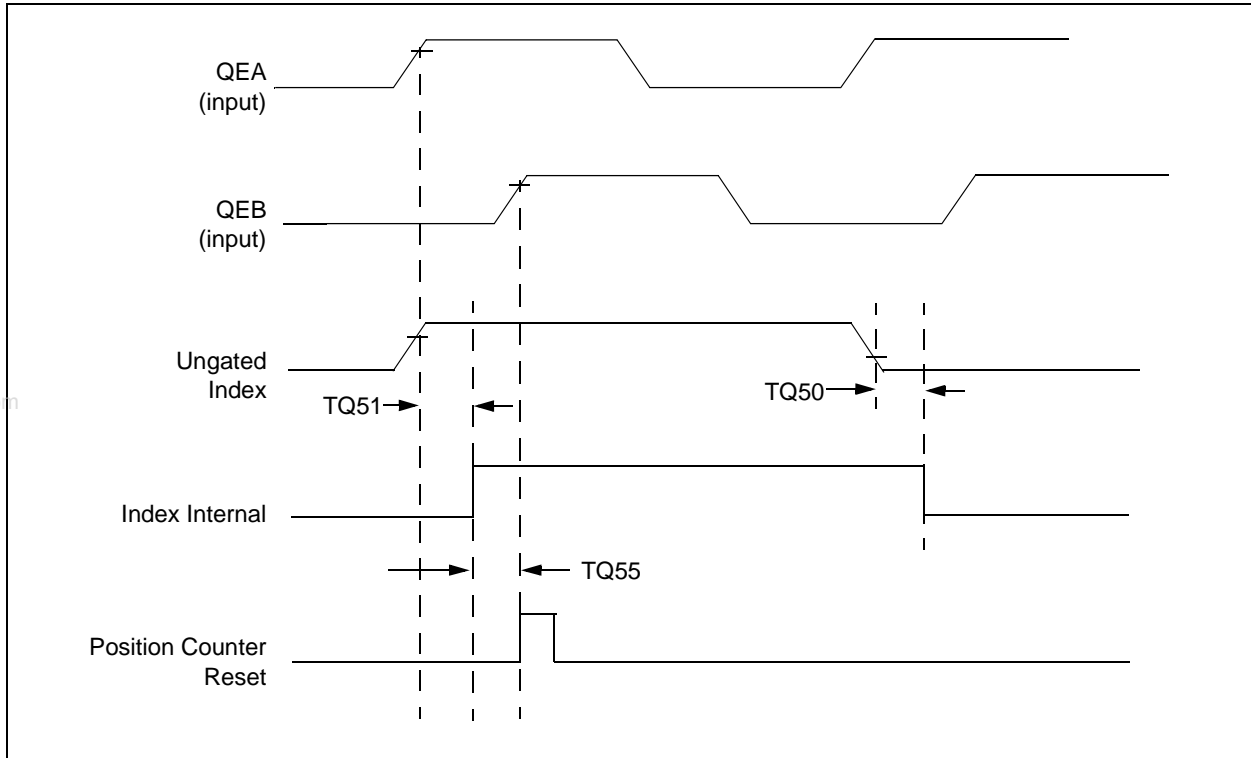 QEA
(input)
QEB
(input)
Ungated
Index
TQ51
TQ50
m
Index Internal
TQ55
Position Counter
Reset